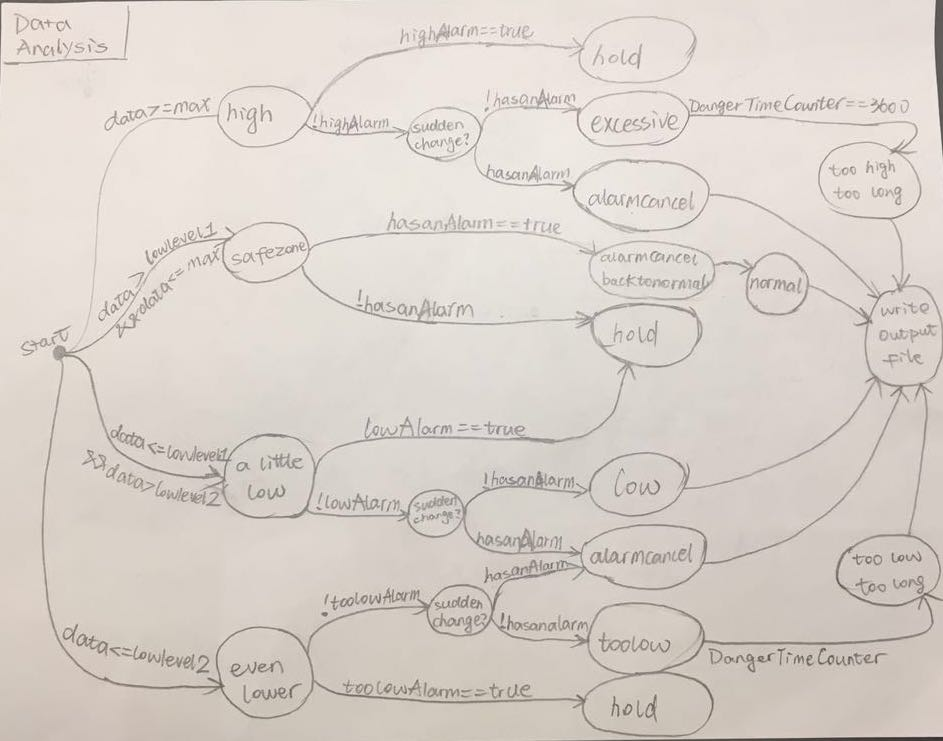 Data
Analysis
highAlarm==true
hold
data>=max
high
!highAlarm
sudden
change?
!hasanAlarm
excessive
DangerTimeCounter==3600
too high
too long
hasanAlarm
alarmcancel
data>lowlevel1
&&data<=max
safezone
hasanAlarm==true
alarmcancel
backtonormal
normal
!hasanAlarm
hold
write
output
file
start
data<=lowlevel1
&&data>lowlevel2
a little
low
lowAlarm==true
!lowAlarm
sudden
change?
!hasanAlarm
low
hasanAlarm
alarmcancel
too low
too long
data<=lowlevel2
even
lower
!toolowAlarm
sudden
change?
hasanAlarm
!hasanalarm
toolow
DangerTimeCounter
toolowAlarm==true
hold